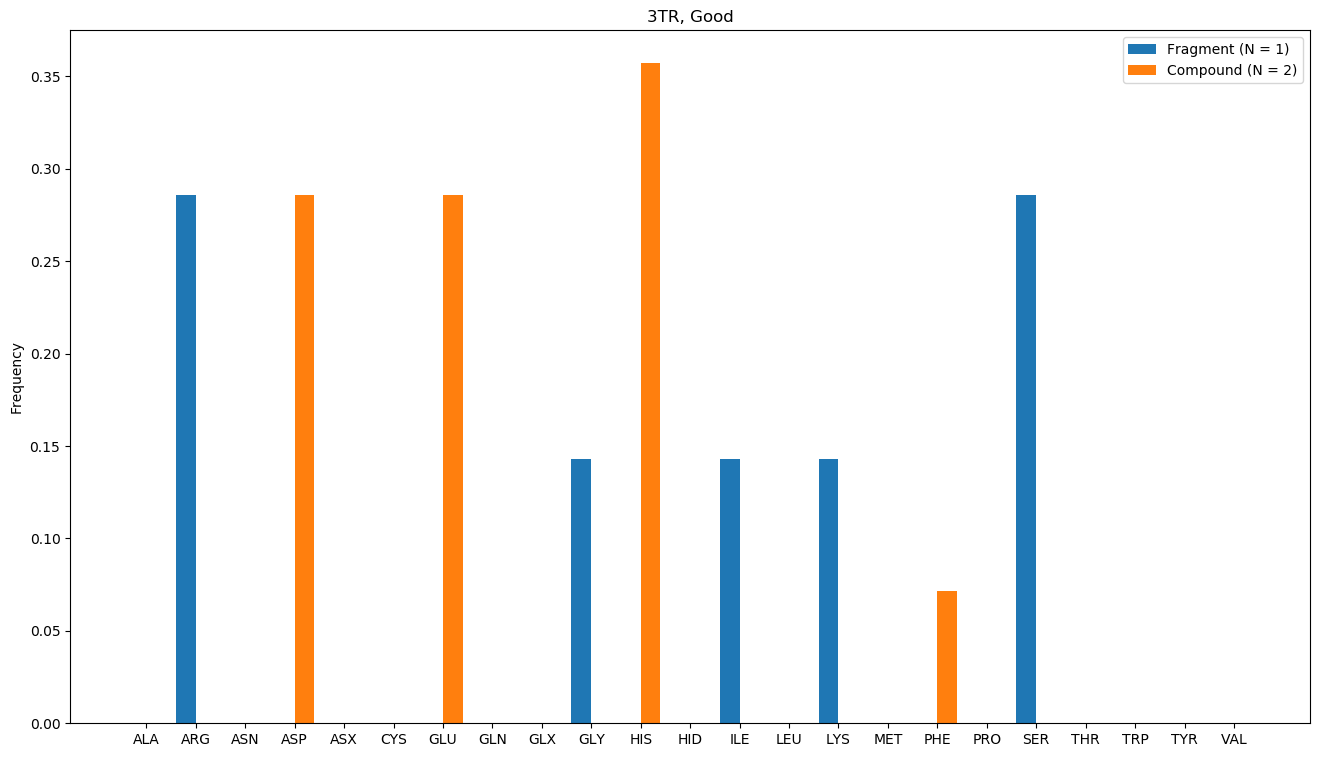 3TR, Good
Fragment (N = 1)
Compound (N = 2)
Frequency
0.35
0.30
0.25
0.20
0.15
0.10
0.05
0.00
ALA ARG ASN ASP ASX CYS GLU GLN GLX GLY HIS HID ILE LEU LYS MET PHE PRO SER THR TRP TYR VAL